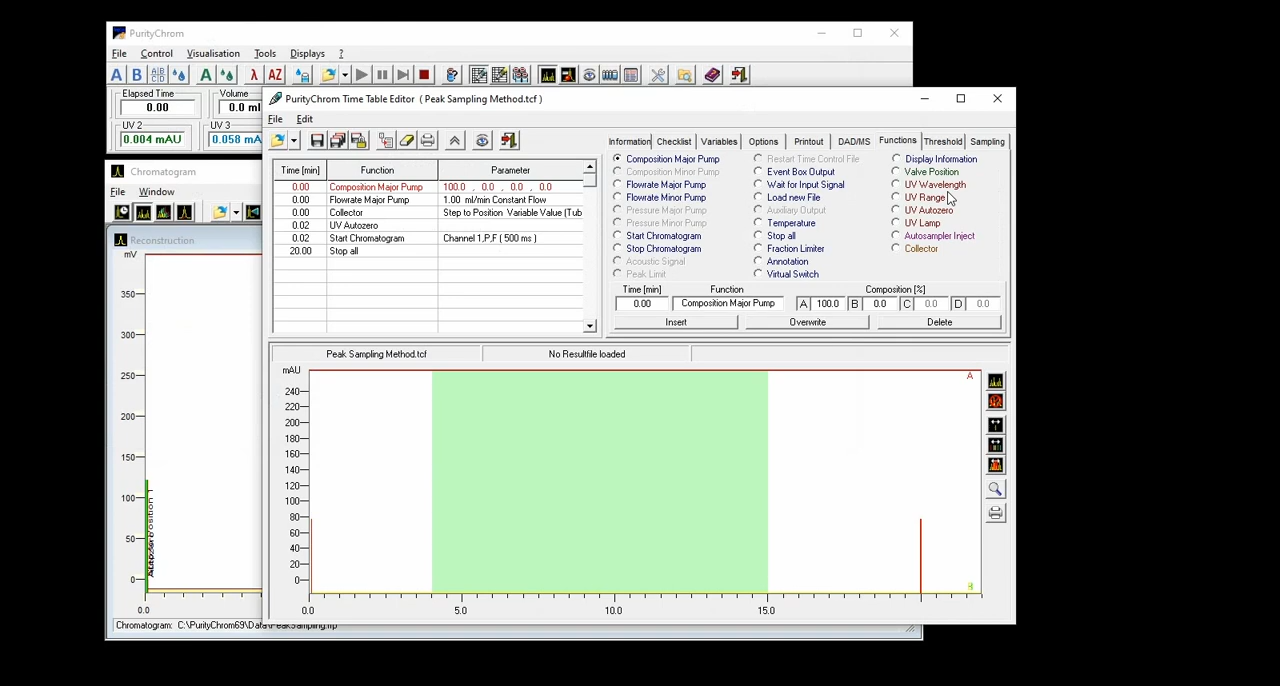 PurityChrom
File Control Visualisation Tools Displays ?
A B A B C D A λ AZ
Elapsed Time
0.00
Volume
0.0 ml
UV 2
0.004 mAU
UV 3
0.058 mA
Chromatogram
File Window
Reconstruction
mV
350
300
250
200
150
100
50
0
0.0
PurityChrom Time Table Editor ( Peak Sampling Method.tcf )
File Edit
Information Checklist Variables Options Printout DAD/MS Functions Threshold Sampling
Time [min] Function Parameter
0.00 Composition Major Pump 100.0 , 0.0 , 0.0 , 0.0
0.00 Flowrate Major Pump 1.00 ml/min Constant Flow
0.00 Collector Step to Position Variable Value (Tub
0.02 UV Autozero
0.02 Start Chromatogram Channel 1,P,F ( 500 ms )
20.00 Stop all
Composition Major Pump Restart Time Control File Display Information
Composition Minor Pump Event Box Output Valve Position
Flowrate Major Pump Wait for Input Signal UV Wavelength
Flowrate Minor Pump Load new File UV Range
Pressure Major Pump Auxiliary Output UV Autozero
Pressure Minor Pump Temperature UV Lamp
Start Chromatogram Stop all Autosampler Inject
Stop Chromatogram Fraction Limiter Collector
Acoustic Signal Annotation
Peak Limit Virtual Switch
Time [min] Function Composition [%]
0.00 Composition Major Pump A 100.0 B 0.0 C 0.0 D 0.0
Insert Overwrite Delete
Peak Sampling Method.tcf No Resultfile loaded
mAU
A
240
220
200
180
160
140
120
100
80
60
40
20
0
0.0 5.0 10.0 15.0